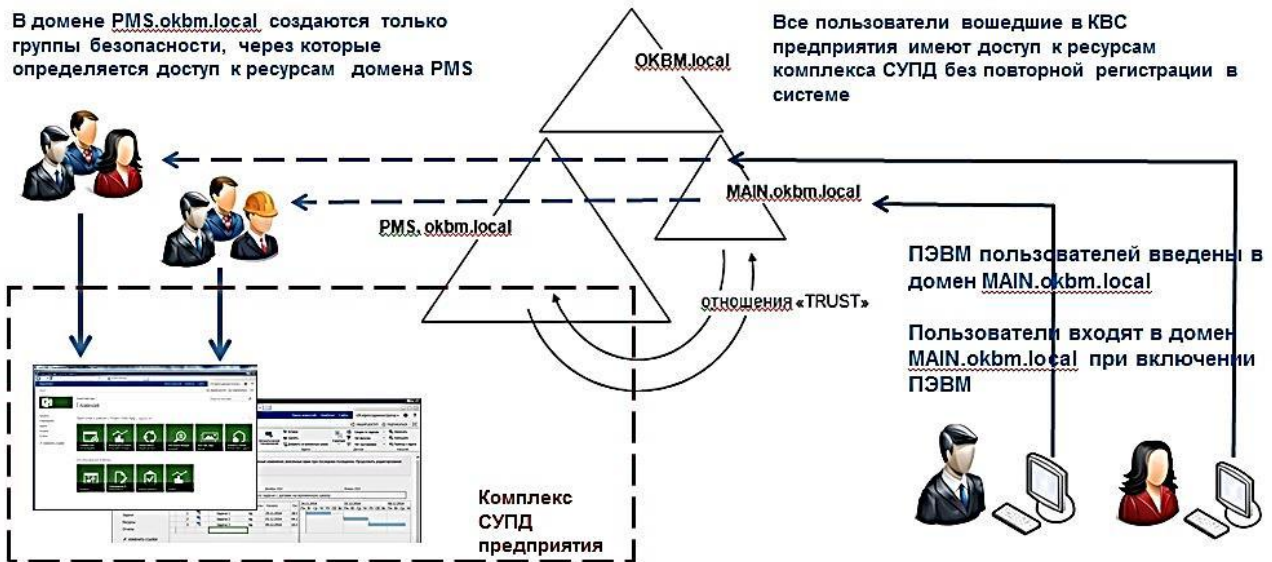 В домене PMS.okbm.local создаются только
группы безопасности, через которые
определяется доступ к ресурсам домена PMS
Все пользователи вошедшие в КВС
предприятия имеют доступ к ресурсам
комплекса СУПД без повторной регистрации в
системе
OKBM.local
MAIN.okbm.local
PMS. okbm.local
отношения «TRUST»
ПЭВМ пользователей введены в
домен MAIN.okbm.local
Пользователи входят в домен
MAIN.okbm.local при включении
ПЭВМ
Главная
Комплекс
СУПД
предприятия